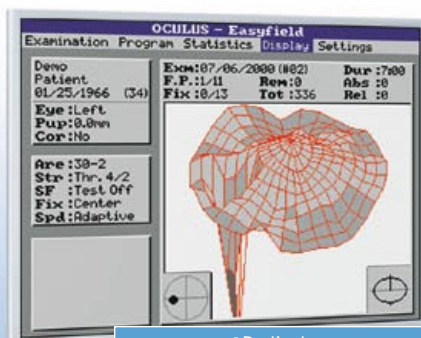 OCULUS - Easyfield
Examination Program Statistics Display Settings
Demo
Patient
01/25/1966 (34)
Eye :Left
Pup:0.0mm
Cor:No
Are :30-2
Str :Thr. 4/2
SF :Test Off
Fix :Center
Spd:Adaptive
Exm:07/06/2000 (#02) Dur :7:00
F.P.:1/11 Rem:0 Abs :0
Fix :0/13 Tot :336 Rel :0